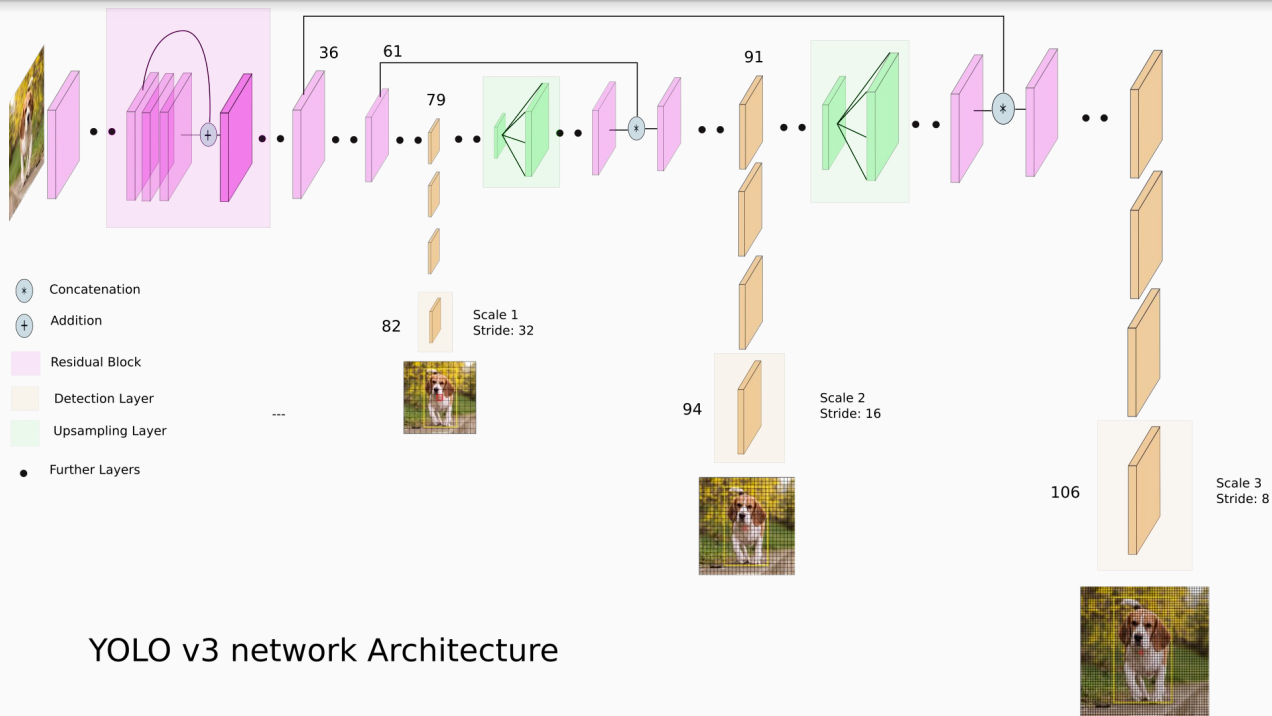 36
61
91
79
*
+
*
* Concatenation
+ Addition
Residual Block
Detection Layer
Upsampling Layer
Further Layers
---
82
Scale 1
Stride: 32
94
Scale 2
Stride: 16
106
Scale 3
Stride: 8
YOLO v3 network Architecture